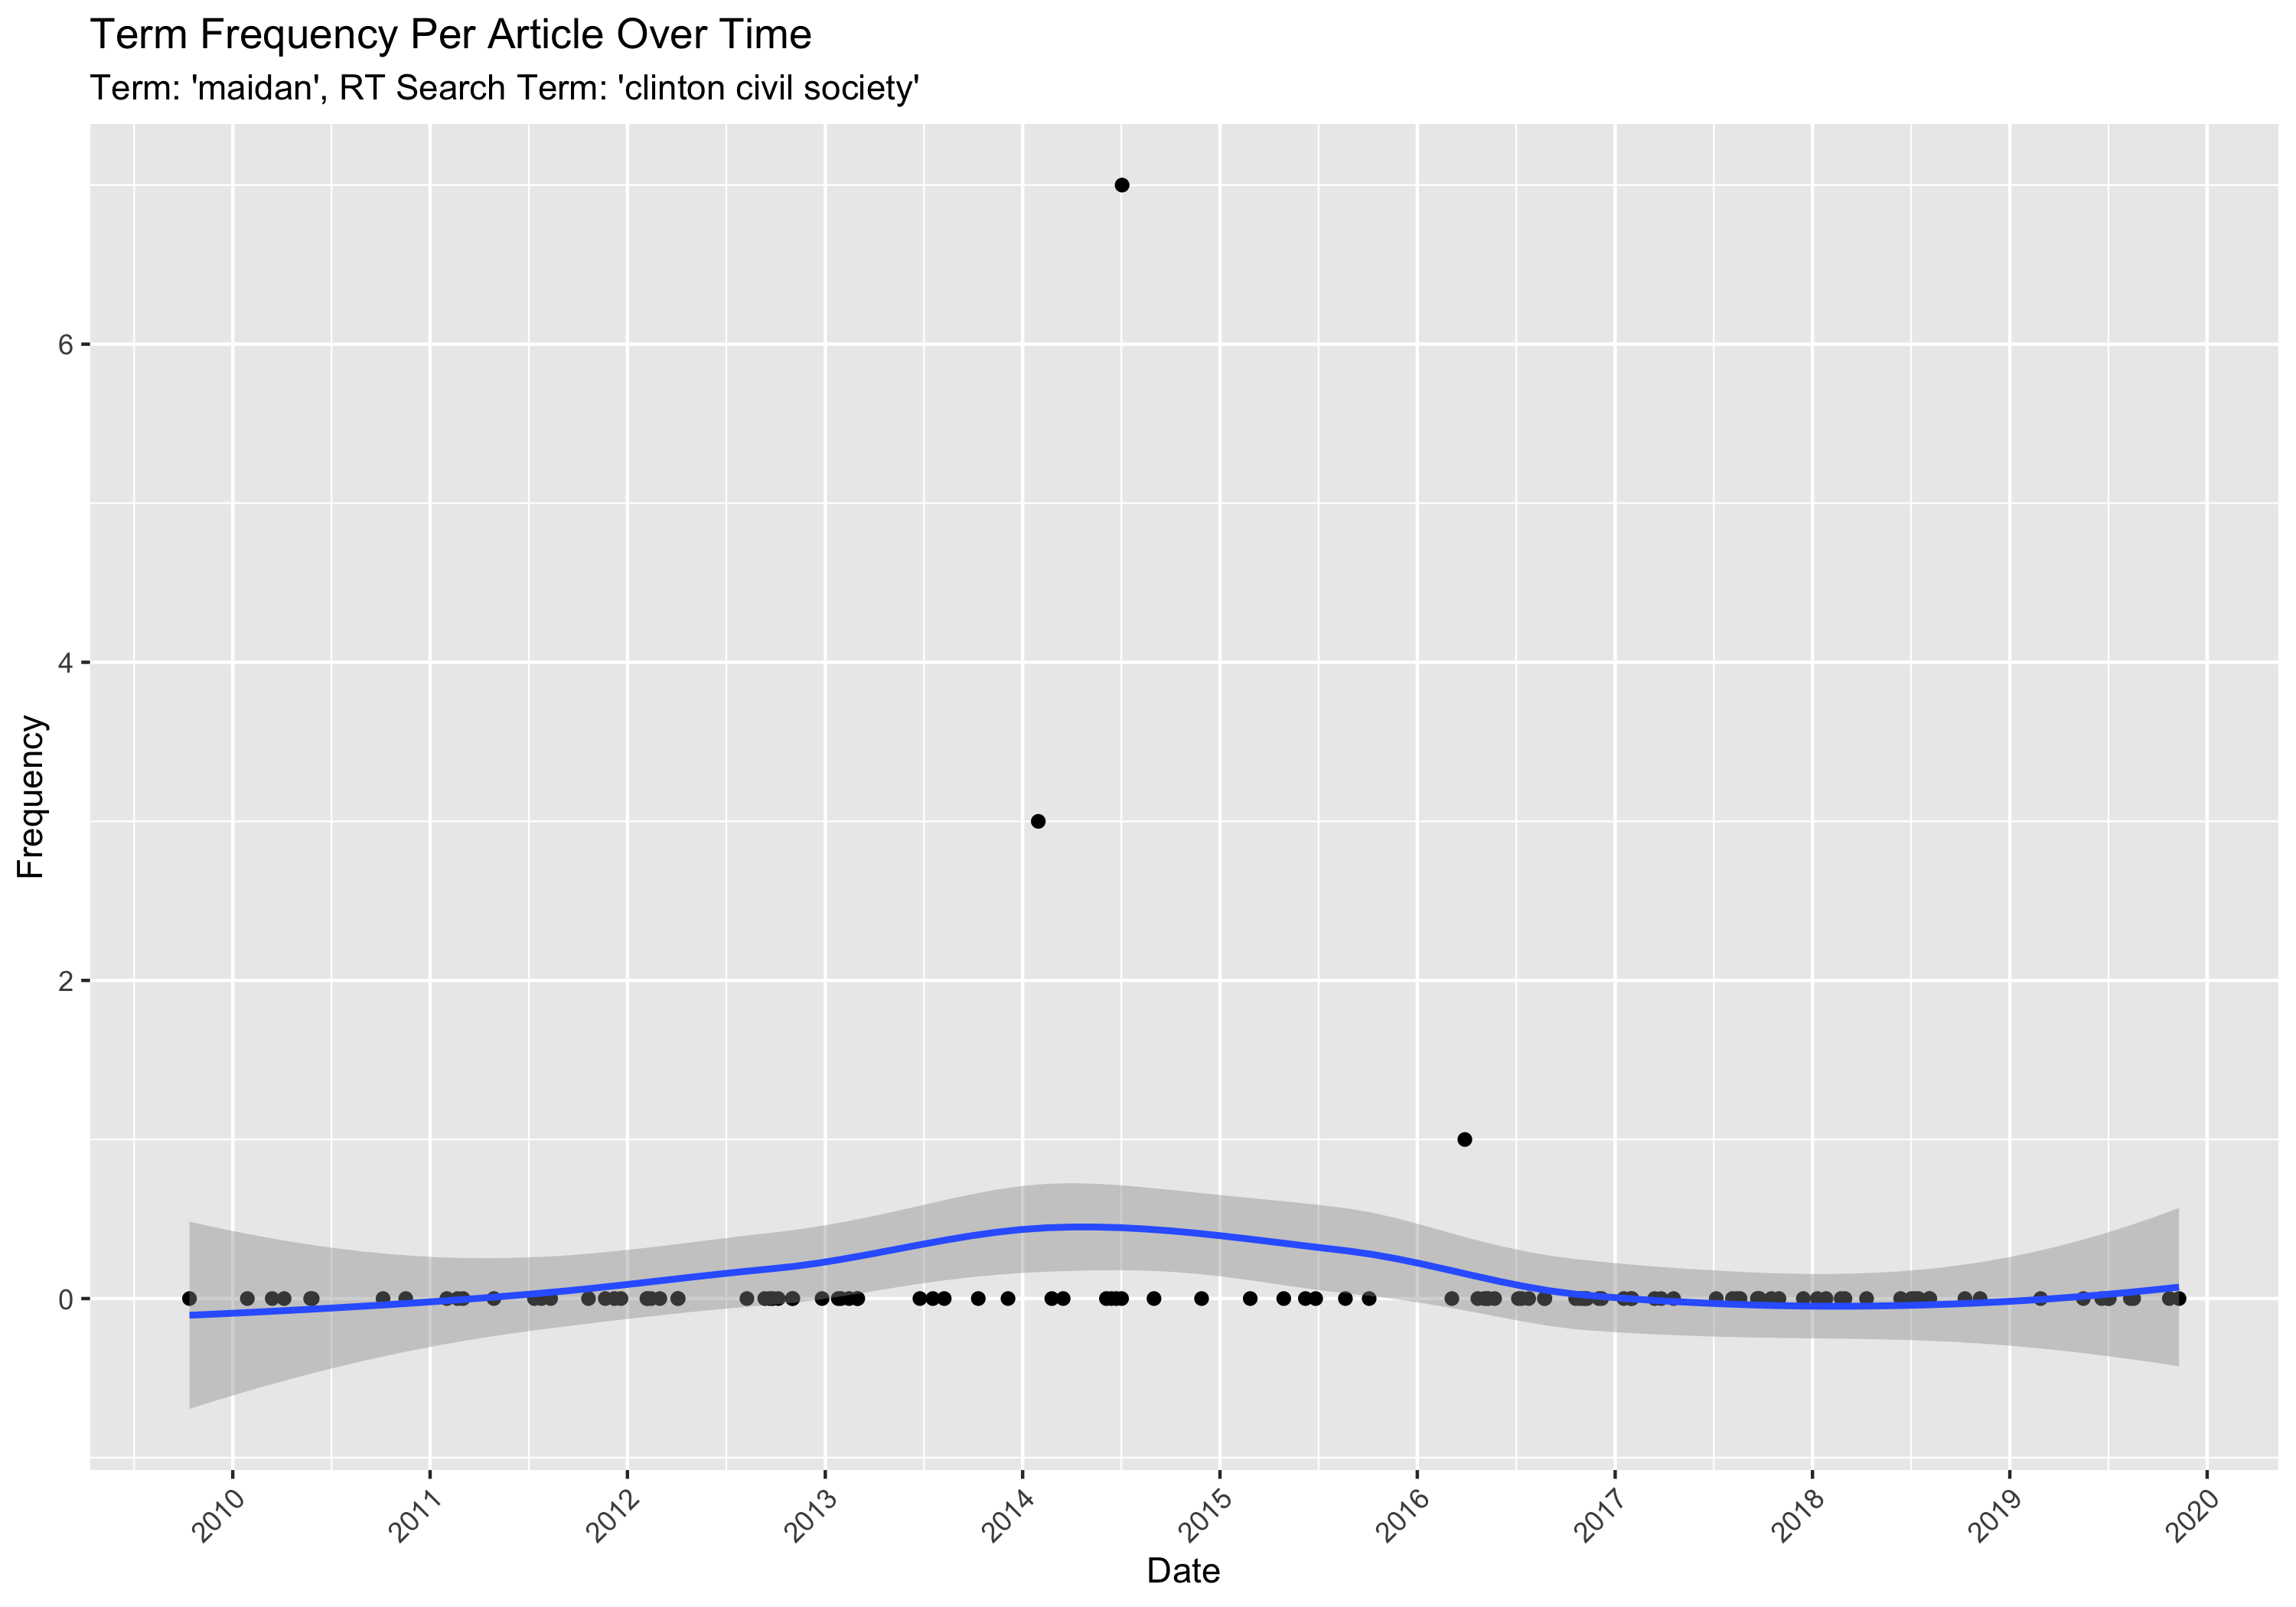 Term Frequency Per Article Over Time
Term: 'maidan', RT Search Term: 'clinton civil society'
Frequency
6
4
2
0
2010 2011 2012 2013 2014 2015 2016 2017 2018 2019 2020
Date